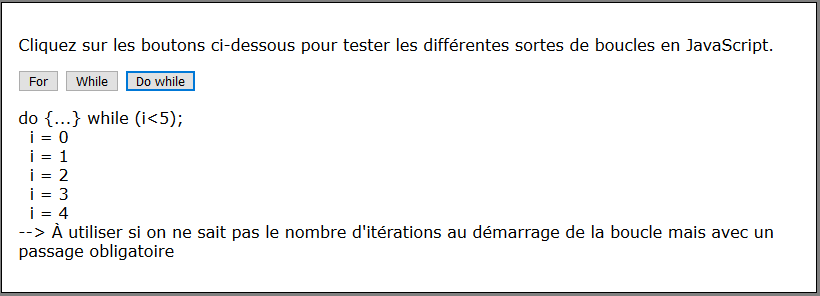 Cliquez sur les boutons ci-dessous pour tester les différentes sortes de boucles en JavaScript.
For While Do while
do {...} while (i<5);
i = 0
i = 1
i = 2
i = 3
i = 4
--> À utiliser si on ne sait pas le nombre d'itérations au démarrage de la boucle mais avec un
passage obligatoire